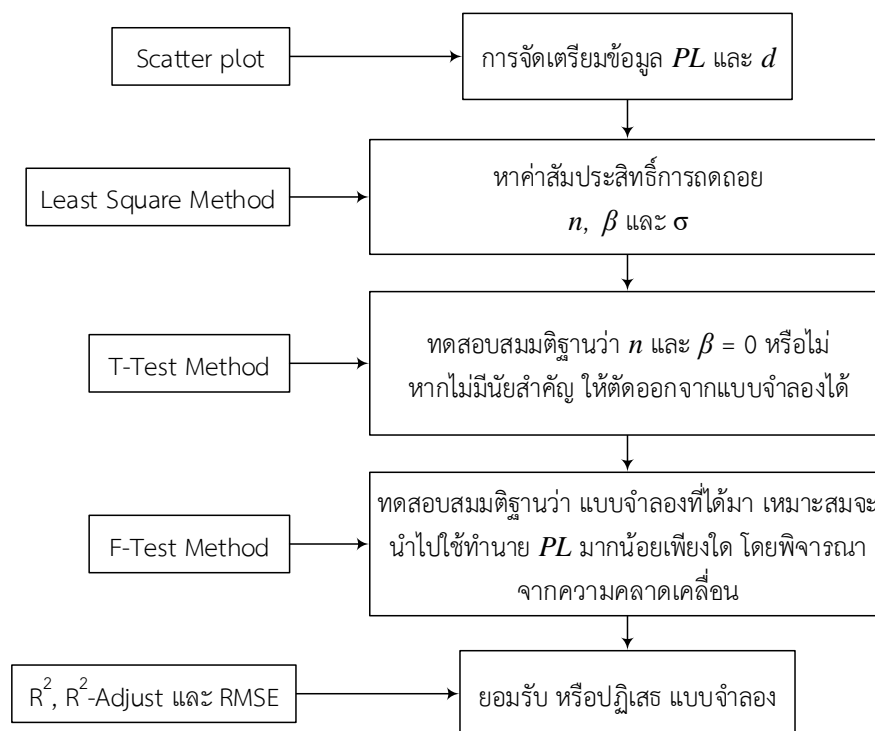 Scatter plot
การจัดเตรียมข้อมูล PL และ d
Least Square Method
หาค่าสัมประสิทธิ์การถดถอย
n, β และ σ
T-Test Method
ทดสอบสมมติฐานว่า n และ β = 0 หรือไม่
หากไม่มีนัยสำคัญ ให้ตัดออกจากแบบจำลองได้
F-Test Method
ทดสอบสมมติฐานว่า แบบจำลองที่ได้มา เหมาะสมจะ
นำไปใช้ทำนาย PL มากน้อยเพียงใด โดยพิจารณา
จากความคลาดเคลื่อน
R², R²-Adjust และ RMSE
ยอมรับ หรือปฏิเสธ แบบจำลอง